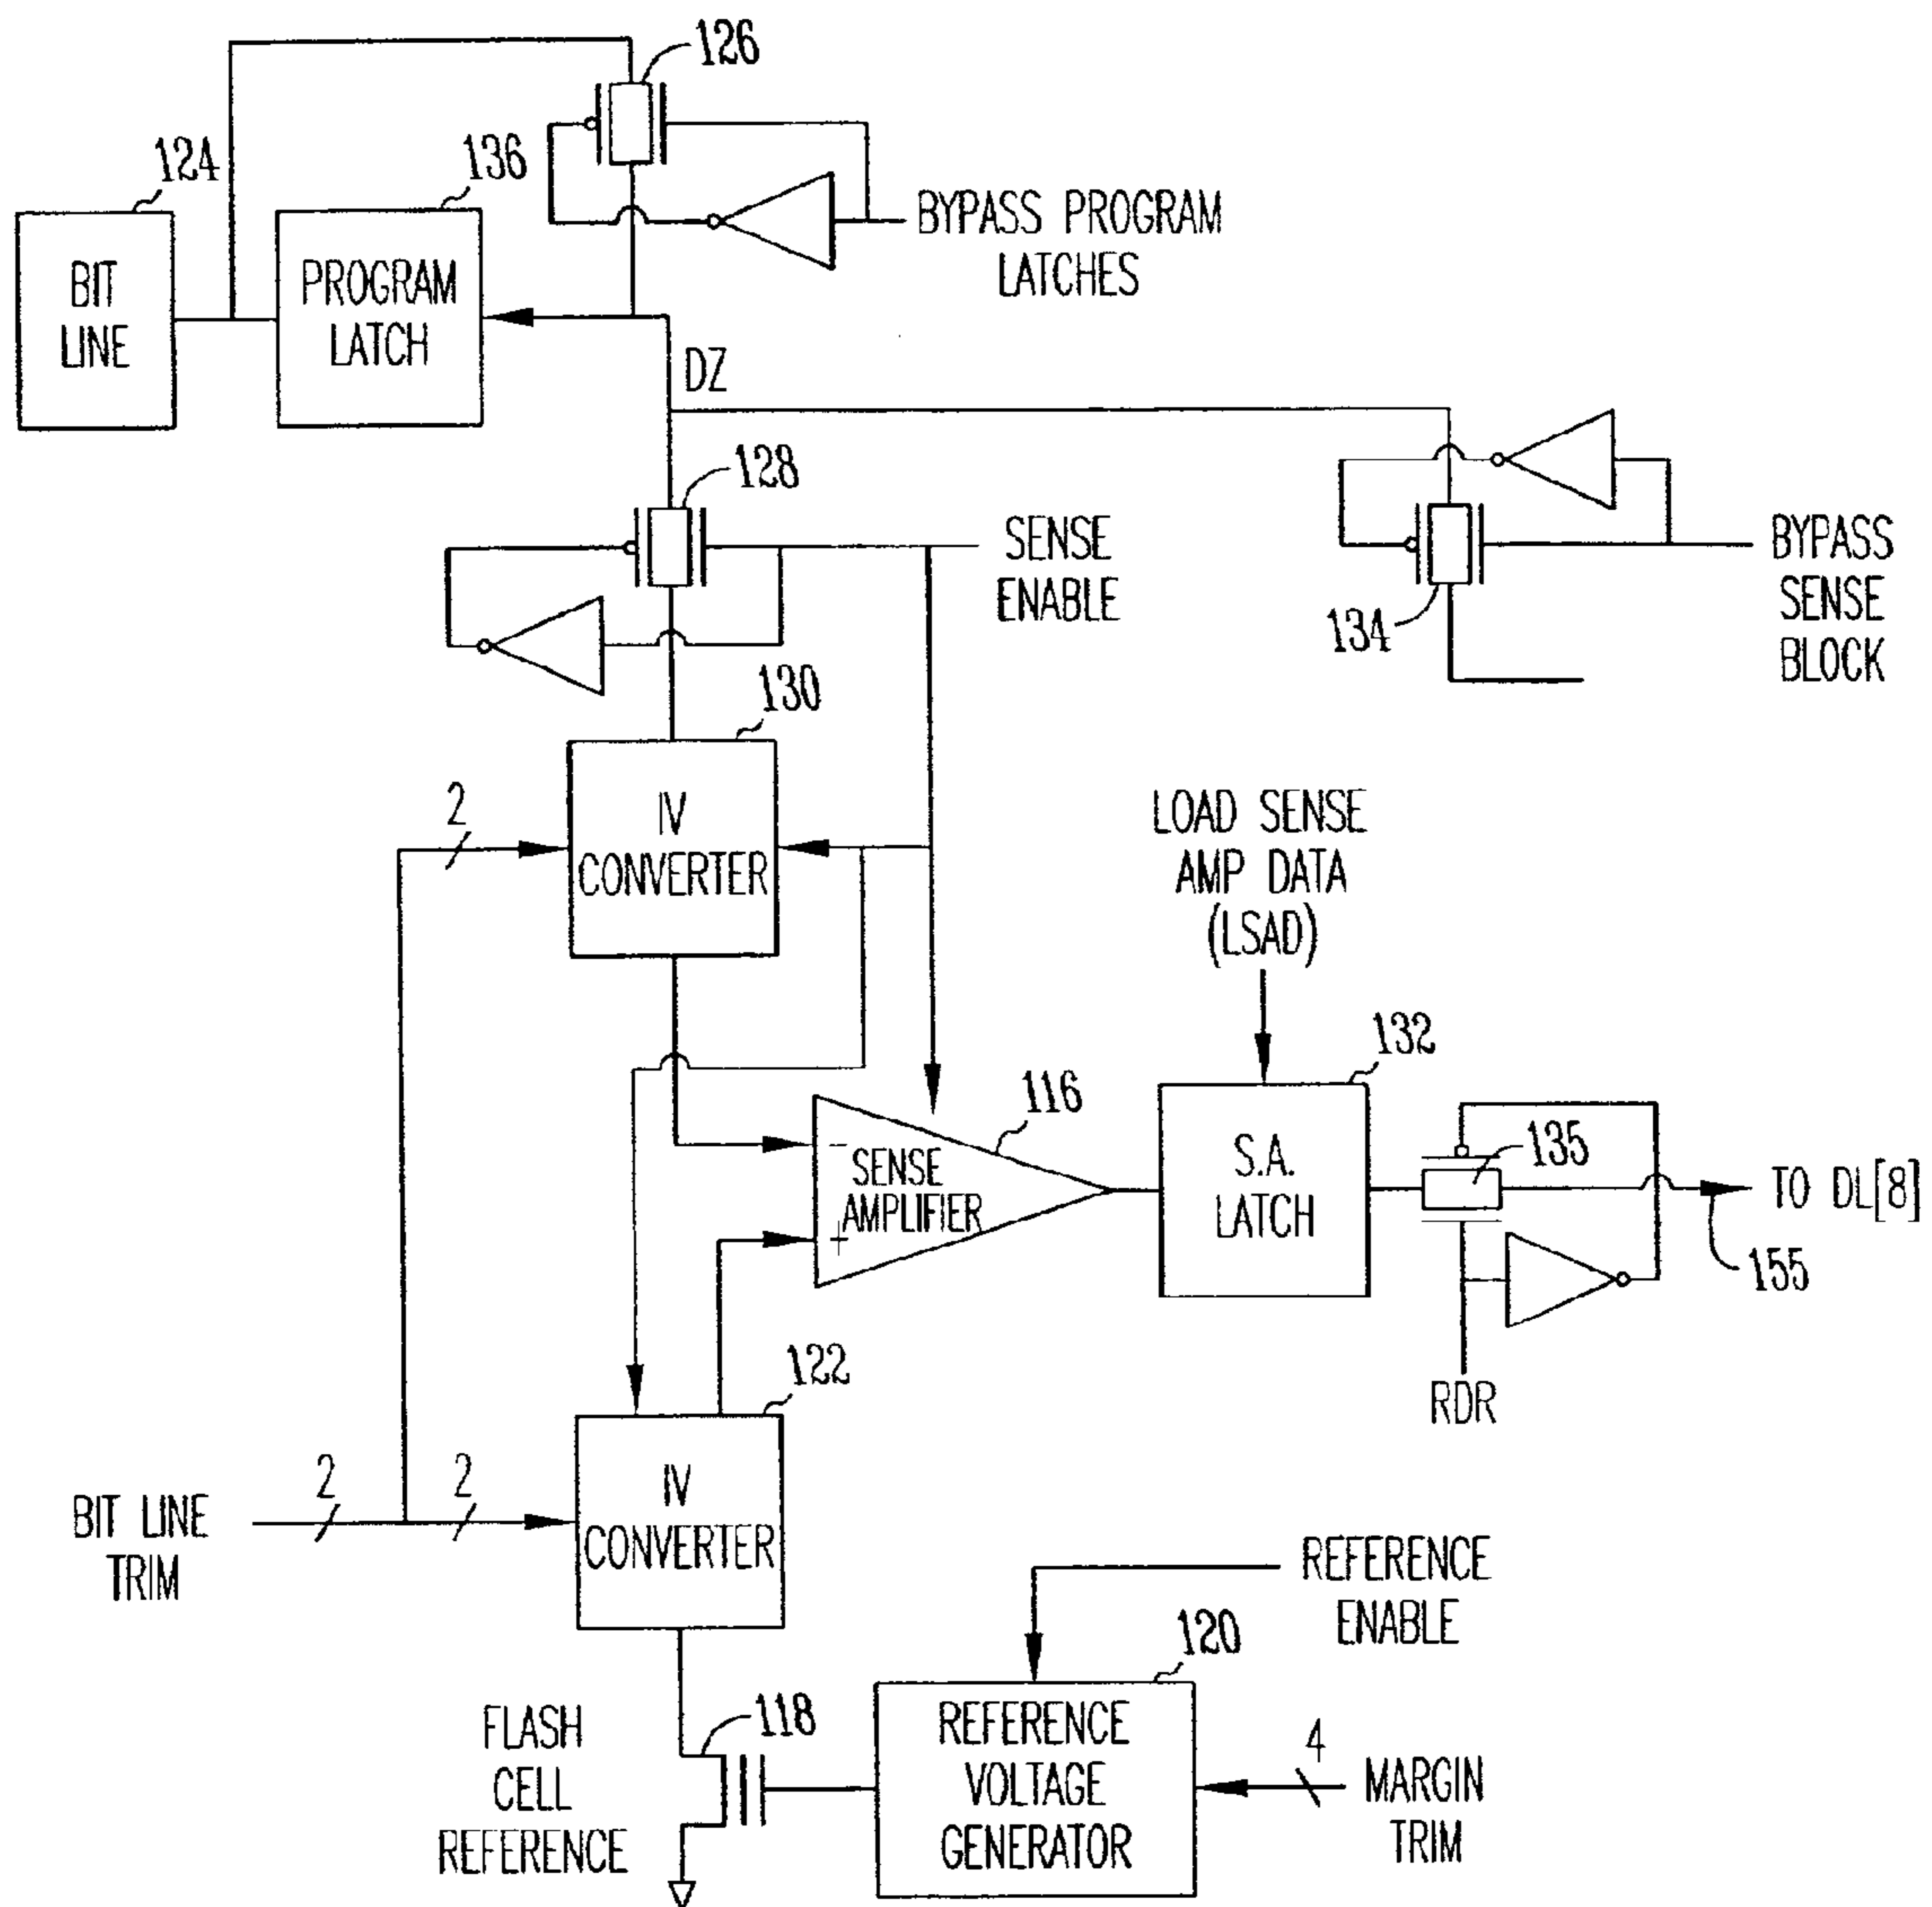 126
124
136
BIT
LINE
PROGRAM
LATCH
BYPASS PROGRAM
LATCHES
DZ
128
SENSE
ENABLE
134
BYPASS
SENSE
BLOCK
130
2
IV
CONVERTER
LOAD SENSE
AMP DATA
(LSAD)
132
116
-
SENSE
AMPLIFIER
+
S.A.
LATCH
135
TO DL[8]
155
RDR
122
2
2
BIT LINE
TRIM
IV
CONVERTER
REFERENCE
ENABLE
120
FLASH
CELL
REFERENCE
118
REFERENCE
VOLTAGE
GENERATOR
4
MARGIN
TRIM